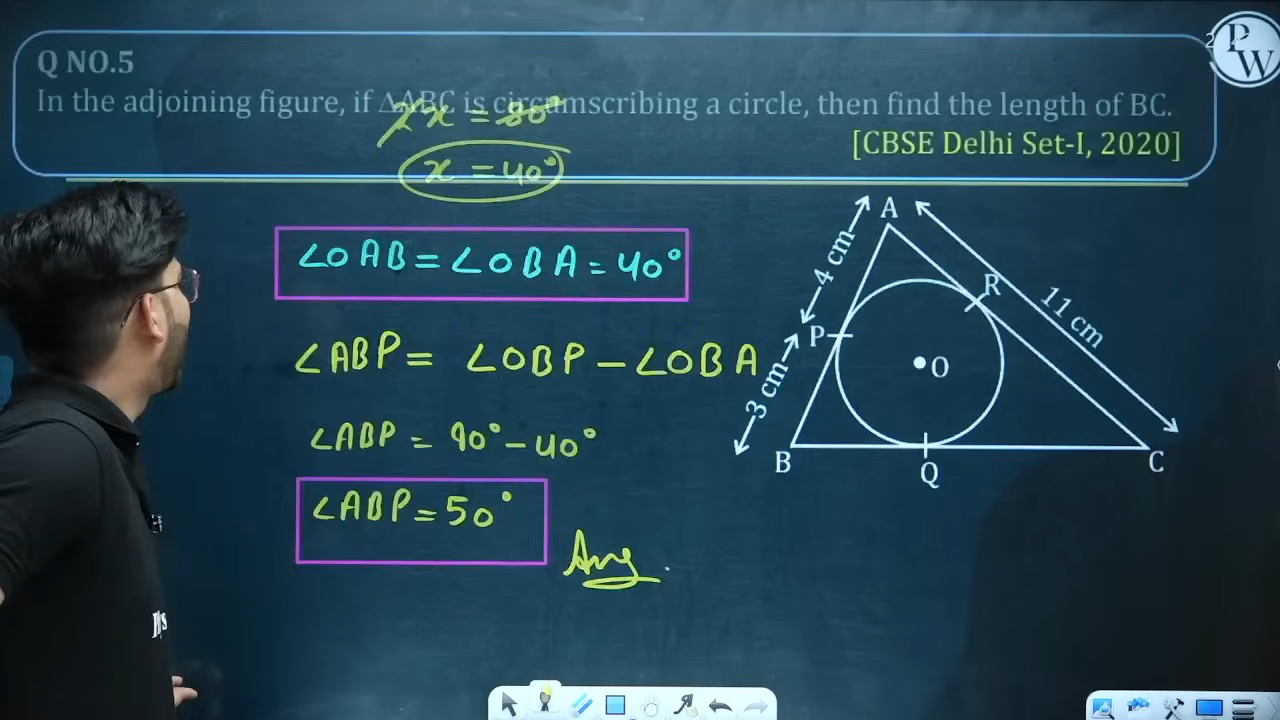 Q NO.5
In the adjoining figure, if △ABC is circumscribing a circle, then find the length of BC.
[CBSE Delhi Set-I, 2020]
2x = 80°
x = 40°
∠OAB = ∠OBA = 40°
∠ABP = ∠OBP - ∠OBA
∠ABP = 90° - 40°
∠ABP = 50°
Ans
A
4 cm
R
11 cm
P
3 cm
O
B
Q
C
PW